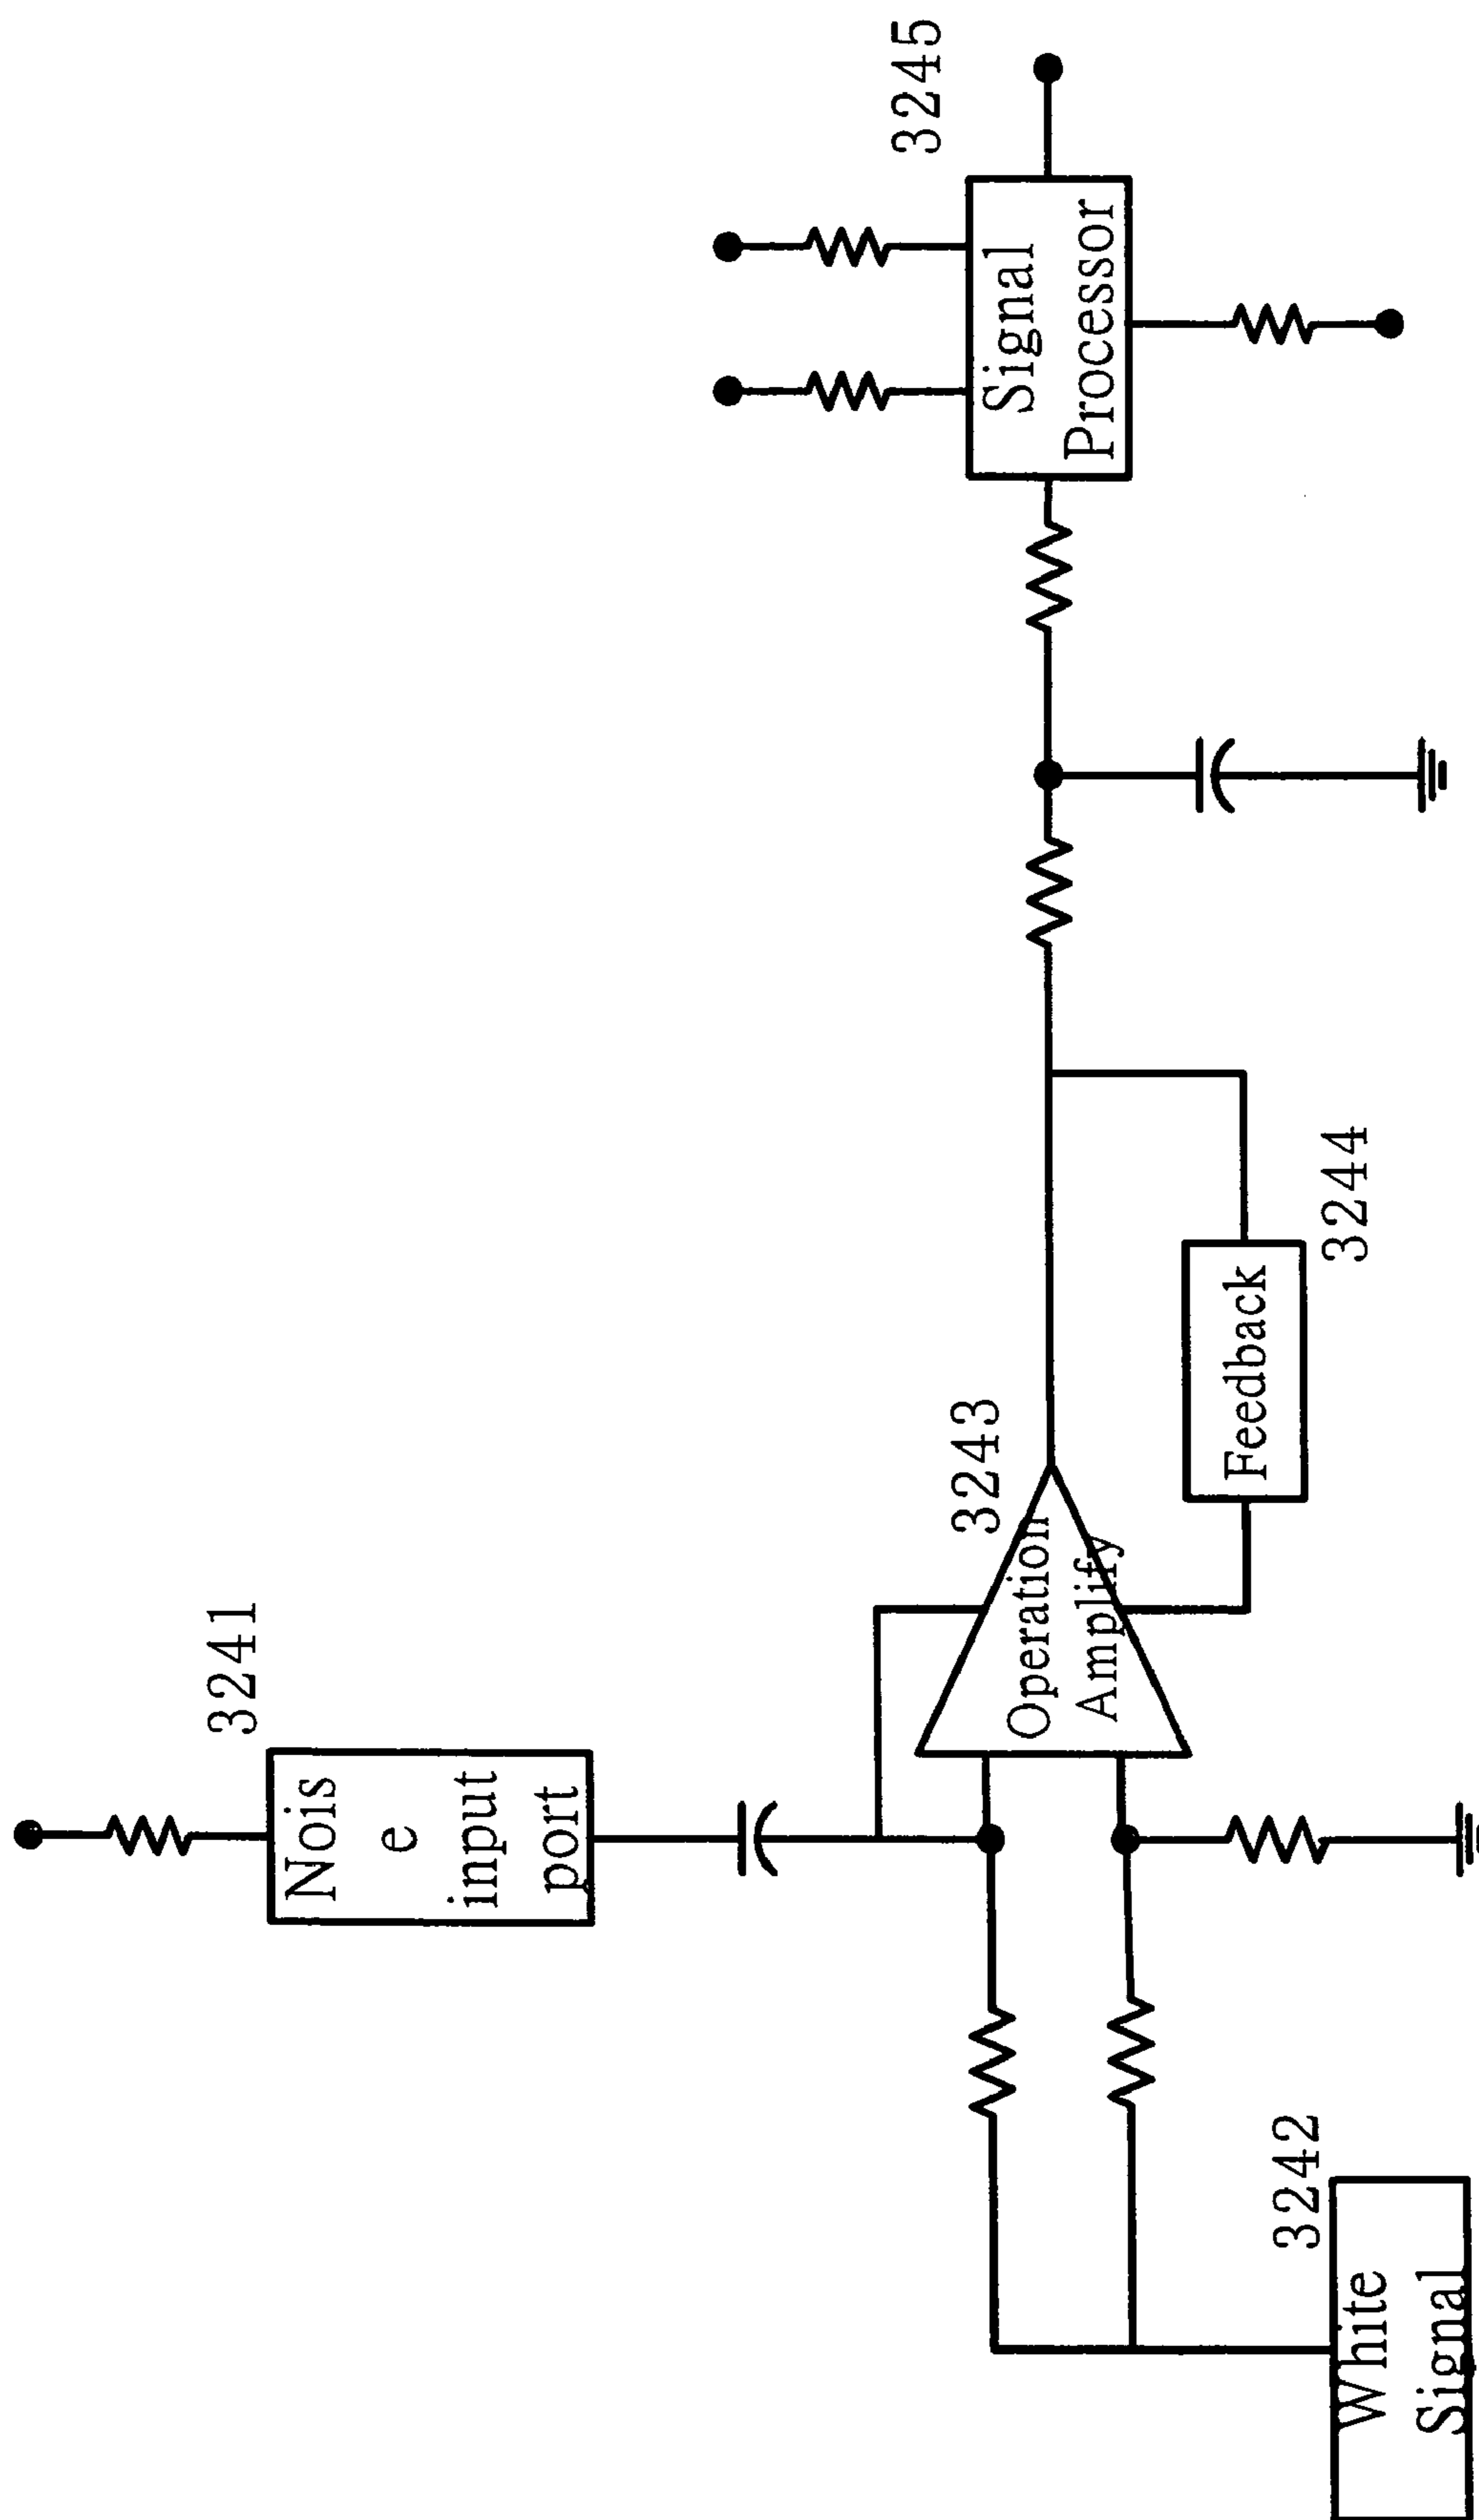 3241
Nois
e
input
port
3245
Signal
Processor
3243
Operation
Amplify
Feedback
3244
3242
White
Signal